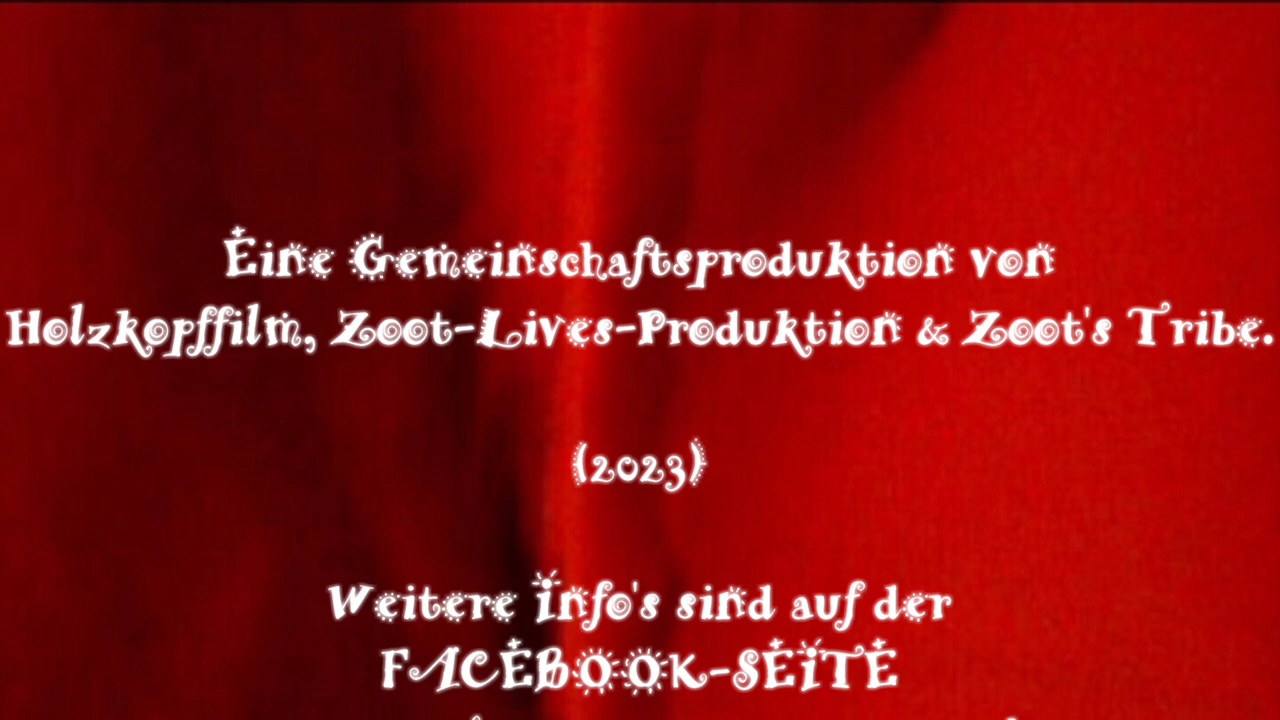 Eine Gemeinschaftsproduktion von
Holzkopffilm, Zoot-Lives-Produktion & Zoot's Tribe.
(2023)
Weitere Info's sind auf der
FACEBOOK-SEiTE